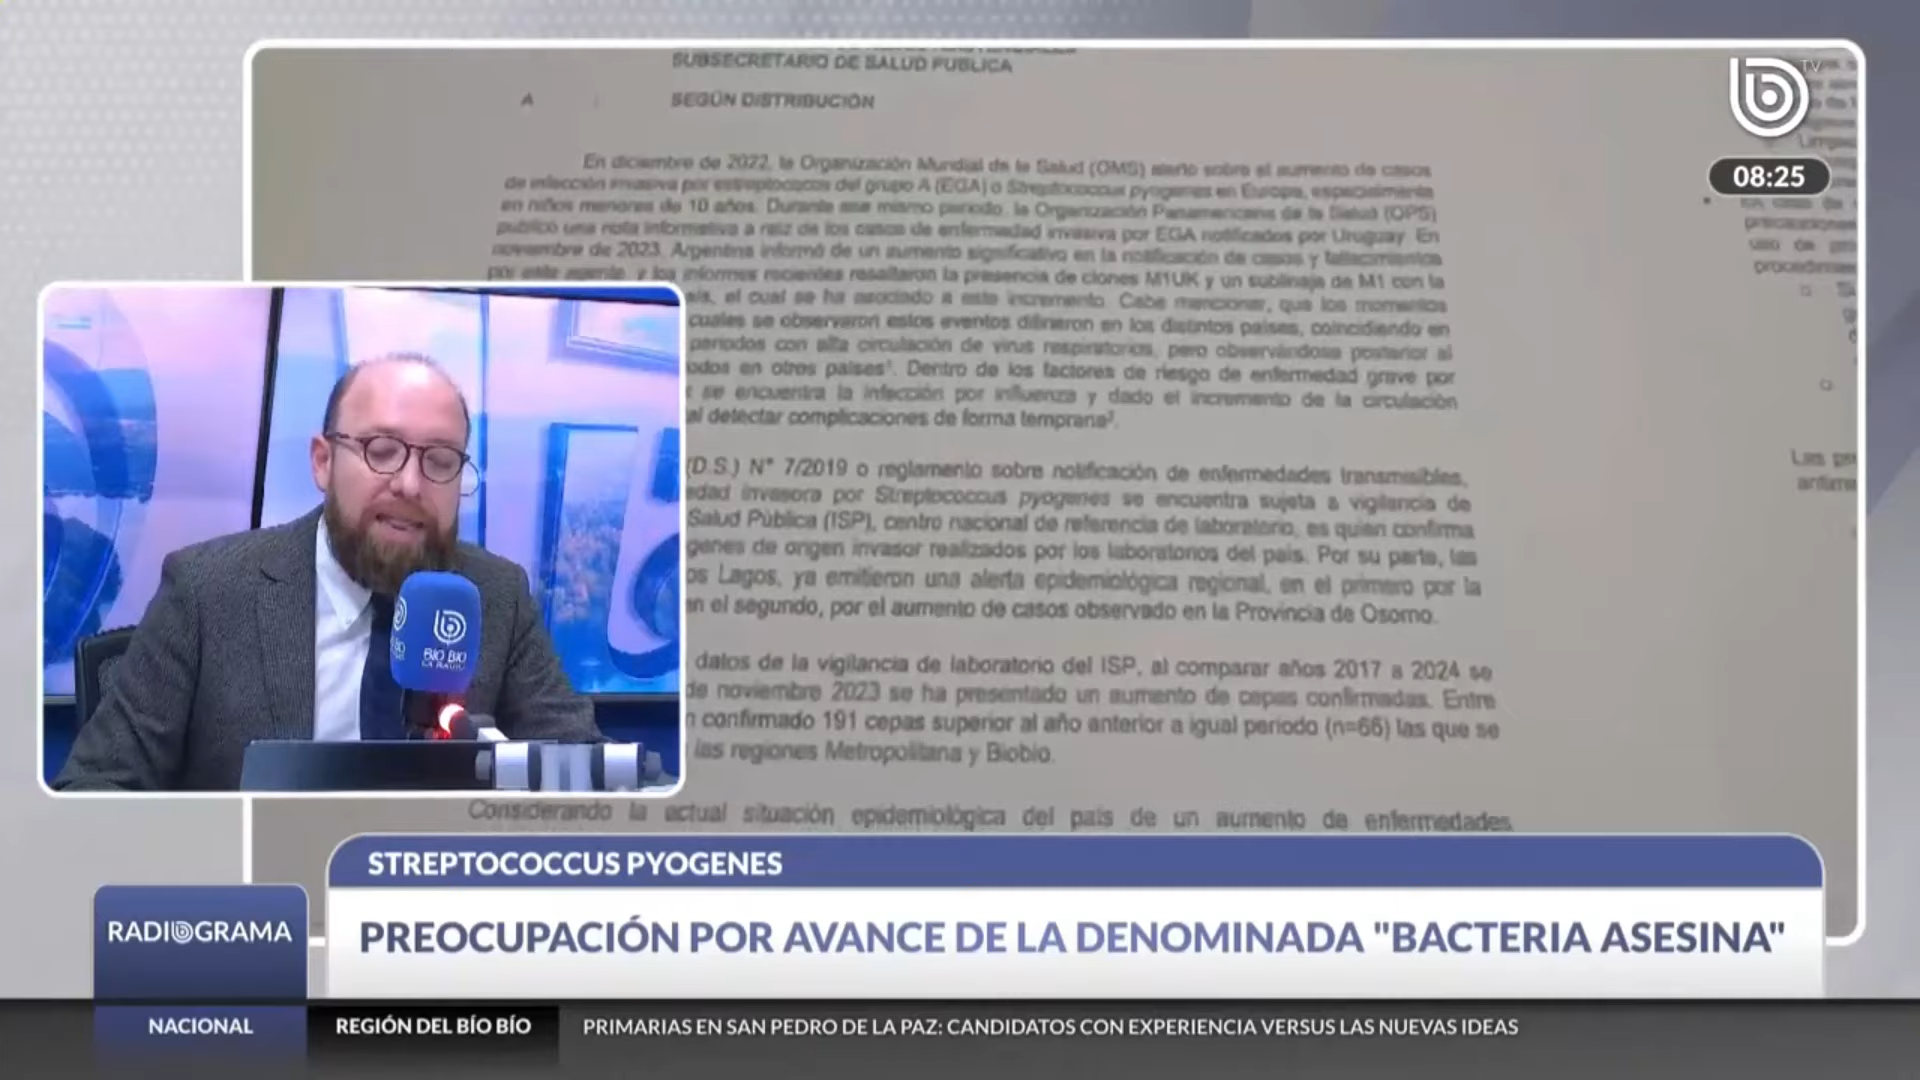 SUBSECRETARIO DE SALUD PUBLICA
A : SEGÚN DISTRIBUCIÓN
En diciembre de 2022, la Organización Mundial de la Salud (OMS) alertó sobre el aumento de casos
de infección invasiva por estreptococos del grupo A (EGA) o Streptococcus pyogenes en Europa, especialmente
en niños menores de 10 años. Durante ese mismo periodo, la Organización Panamericana de la Salud (OPS)
publicó una nota informativa a raíz de los casos de enfermedad invasiva por EGA notificados por Uruguay. En
noviembre de 2023, Argentina informó de un aumento significativo en la notificación de casos y fallecimientos
por este agente, y los informes recientes resaltaron la presencia de clones M1UK y un sublinaje de M1 con la
aís, el cual se ha asociado a este incremento. Cabe mencionar, que los momentos
cuales se observaron estos eventos difirieron en los distintos países, coincidiendo en
periodos con alta circulación de virus respiratorios, pero observándose posterior al
odos en otros países¹. Dentro de los factores de riesgo de enfermedad grave por
se encuentra la infección por influenza y dado el incremento de la circulación
al detectar complicaciones de forma temprana².
(D.S.) N° 7/2019 o reglamento sobre notificación de enfermedades transmisibles,
edad invasora por Streptococcus pyogenes se encuentra sujeta a vigilancia de
Salud Pública (ISP), centro nacional de referencia de laboratorio, es quien confirma
genes de origen invasor realizados por los laboratorios del país. Por su parte, las
os Lagos, ya emitieron una alerta epidemiológica regional, en el primero por la
en el segundo, por el aumento de casos observado en la Provincia de Osorno.
datos de la vigilancia de laboratorio del ISP, al comparar años 2017 a 2024 se
de noviembre 2023 se ha presentado un aumento de cepas confirmadas. Entre
n confirmado 191 cepas superior al año anterior a igual periodo (n=66) las que se
las regiones Metropolitana y Biobio.
Considerando la actual situación epidemiológica del país de un aumento de enfermedades
TV
08:25
BÍO BÍO
LA RADIO
STREPTOCOCCUS PYOGENES
RADIOGRAMA
PREOCUPACIÓN POR AVANCE DE LA DENOMINADA "BACTERIA ASESINA"
NACIONAL
REGIÓN DEL BÍO BÍO
PRIMARIAS EN SAN PEDRO DE LA PAZ: CANDIDATOS CON EXPERIENCIA VERSUS LAS NUEVAS IDEAS